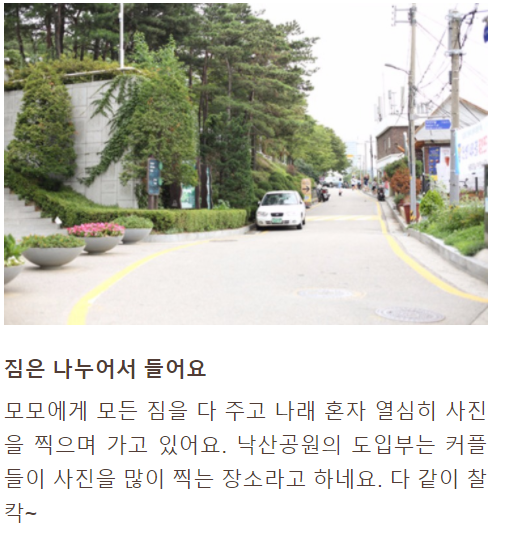 짐은 나누어서 들어요
모모에게 모든 짐을 다 주고 나래 혼자 열심히 사진
을 찍으며 가고 있어요. 낙산공원의 도입부는 커플
들이 사진을 많이 찍는 장소라고 하네요. 다 같이 찰
칵~